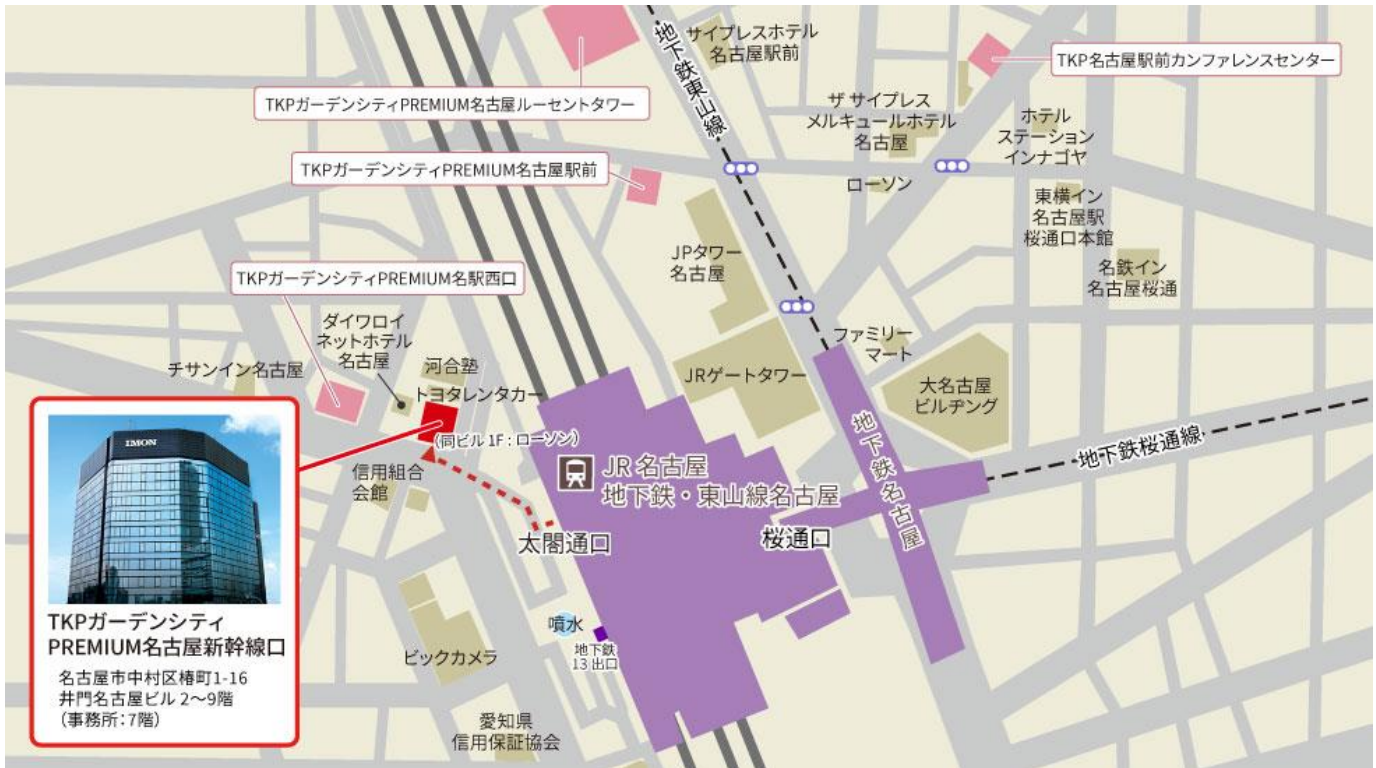 サイプレスホテル
名古屋駅前
地下鉄東山線
TKP名古屋駅前カンファレンスセンター
TKPガーデンシティPREMIUM名古屋ルーセントタワー
ザ サイプレス
メルキュールホテル
名古屋
ホテル
ステーション
インナゴヤ
TKPガーデンシティPREMIUM名古屋駅前
ローソン
東横イン
名古屋駅
桜通口本館
JPタワー
名古屋
名鉄イン
名古屋桜通
TKPガーデンシティPREMIUM名駅西口
ダイワロイ
ネットホテル
名古屋
ファミリー
マート
チサンイン名古屋
河合塾
トヨタレンタカー
JRゲートタワー
大名古屋
ビルヂング
(同ビル 1F : ローソン)
地下鉄名古屋
地下鉄桜通線
IMON
信用組合
会館
JR 名古屋
地下鉄・東山線名古屋
太閤通口
桜通口
TKPガーデンシティ
PREMIUM名古屋新幹線口
名古屋市中村区椿町1-16
井門名古屋ビル 2〜9階
(事務所:7階)
噴水
地下鉄
13 出口
ビックカメラ
愛知県
信用保証協会